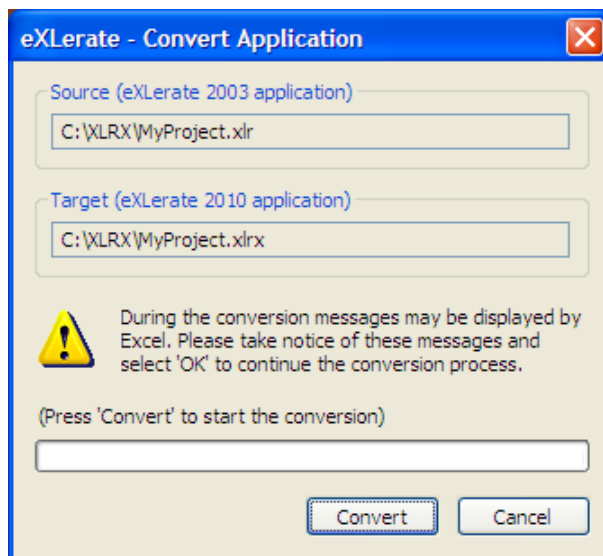 eXLerate - Convert Application
Source (eXLerate 2003 application)
C:\XLRX\MyProject.xlr
Target (eXLerate 2010 application)
C:\XLRX\MyProject.xlrx
During the conversion messages may be displayed by
Excel. Please take notice of these messages and
select 'OK' to continue the conversion process.
(Press 'Convert' to start the conversion)
Convert
Cancel